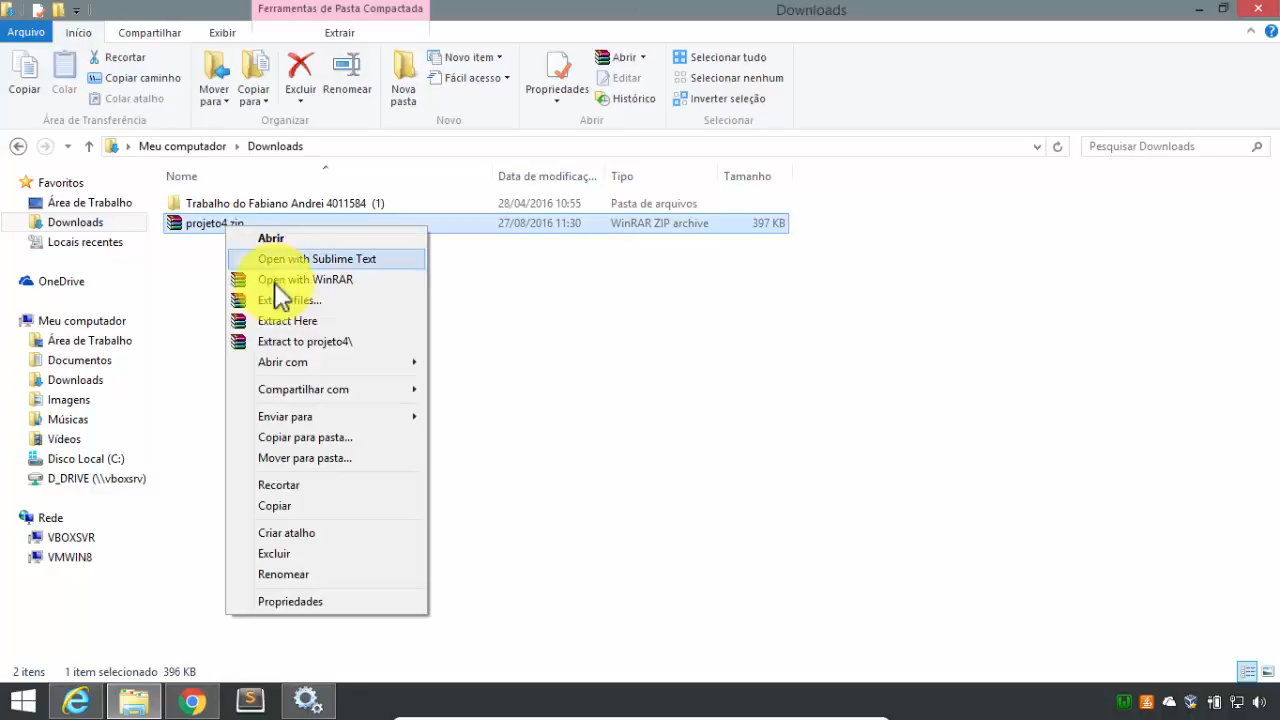 Ferramentas de Pasta Compactada
Downloads
Arquivo
Início
Compartilhar
Exibir
Extrair
Copiar
Colar
Recortar
Copiar caminho
Colar atalho
Área de Transferência
Mover para
Copiar para
Excluir
Renomear
Organizar
Nova pasta
Novo item
Fácil acesso
Novo
Propriedades
Abrir
Editar
Histórico
Abrir
Selecionar tudo
Selecionar nenhum
Inverter seleção
Selecionar
Meu computador
Downloads
Pesquisar Downloads
Nome
Data de modificaç...
Tipo
Tamanho
Trabalho do Fabiano Andrei 4011584 (1)
28/04/2016 10:55
Pasta de arquivos
projeto4.zip
27/08/2016 11:30
WinRAR ZIP archive
397 KB
Favoritos
Área de Trabalho
Downloads
Locais recentes
OneDrive
Meu computador
Área de Trabalho
Documentos
Downloads
Imagens
Músicas
Vídeos
Disco Local (C:)
D_DRIVE (\\vboxsrv)
Rede
VBOXSVR
VMWIN8
Abrir
Open with Sublime Text
Open with WinRAR
files...
Extract Here
Extract to projeto4\
Abrir com
Compartilhar com
Enviar para
Copiar para pasta...
Mover para pasta...
Recortar
Copiar
Criar atalho
Excluir
Renomear
Propriedades
2 itens
1 item selecionado 396 KB